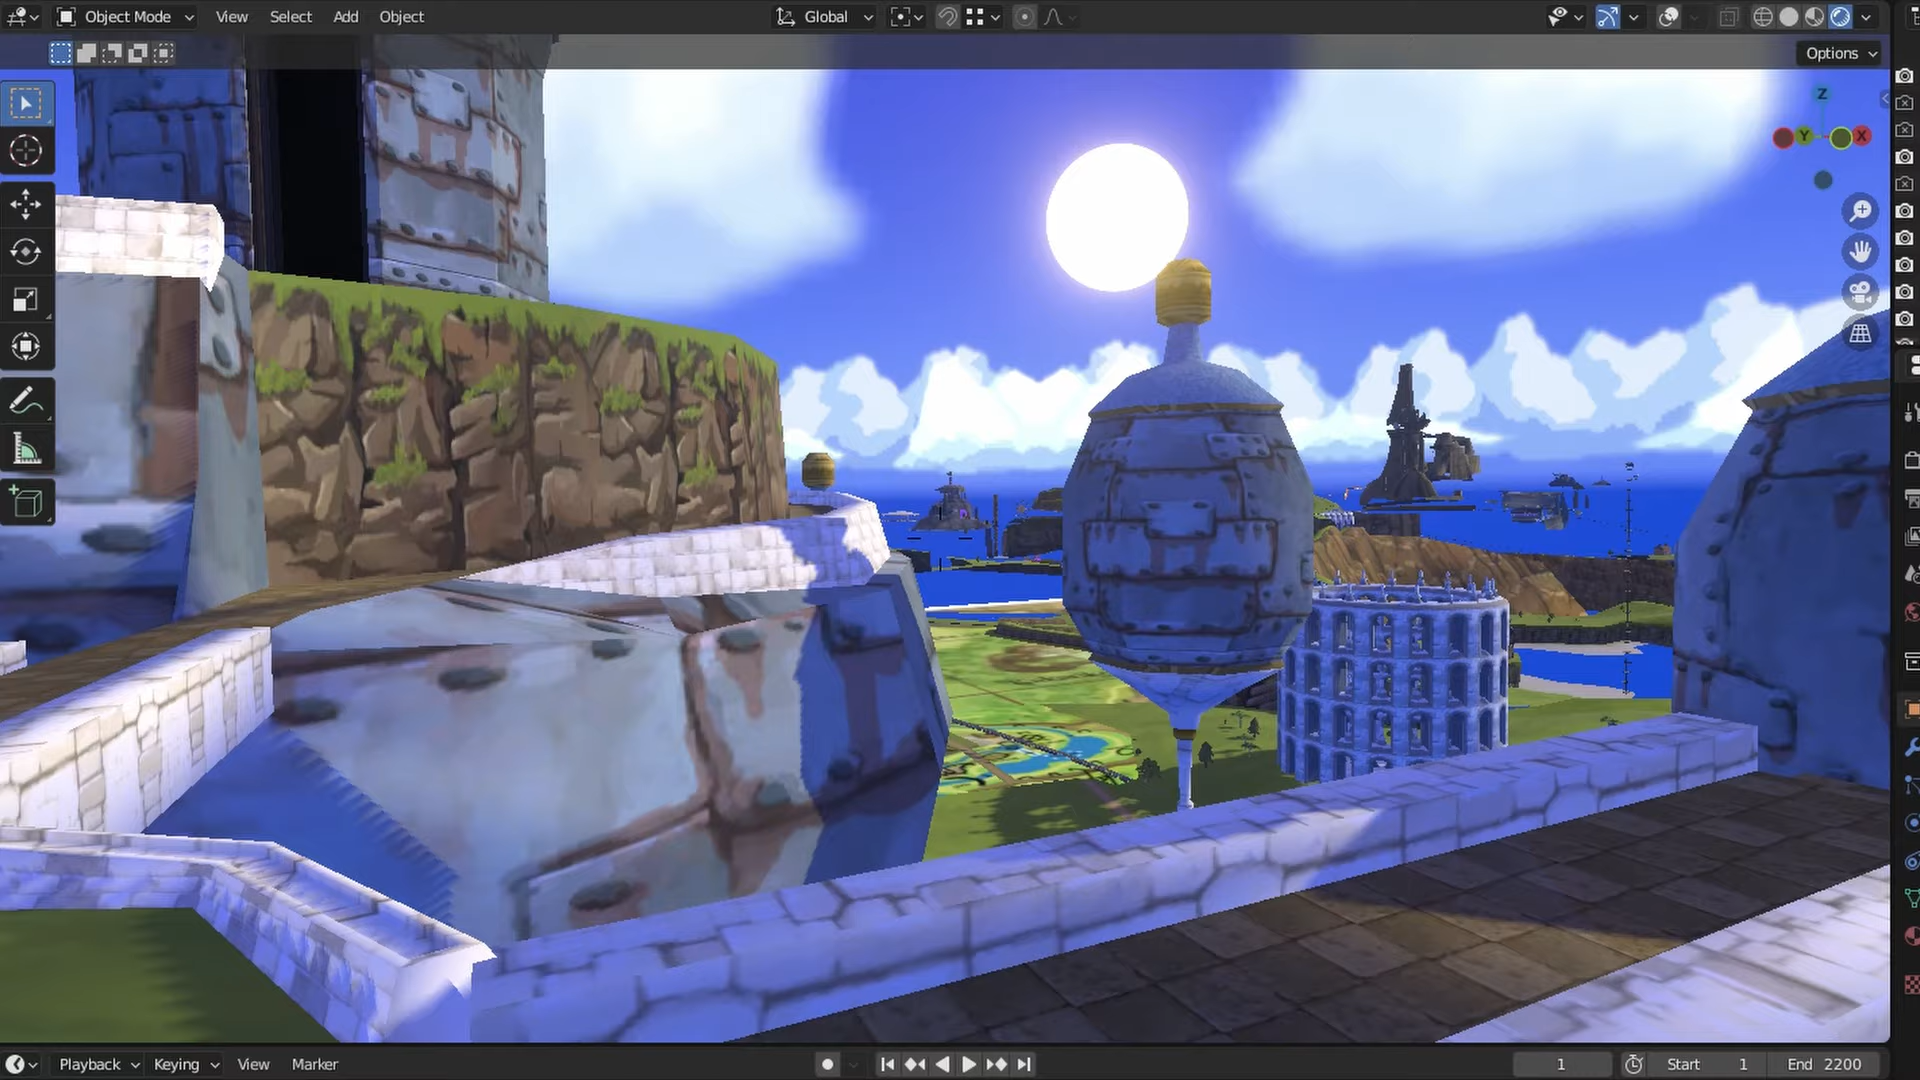 Object Mode View Select Add Object Global
Options
Z
Y X
Playback Keying View Marker 1 Start 1 End 2200